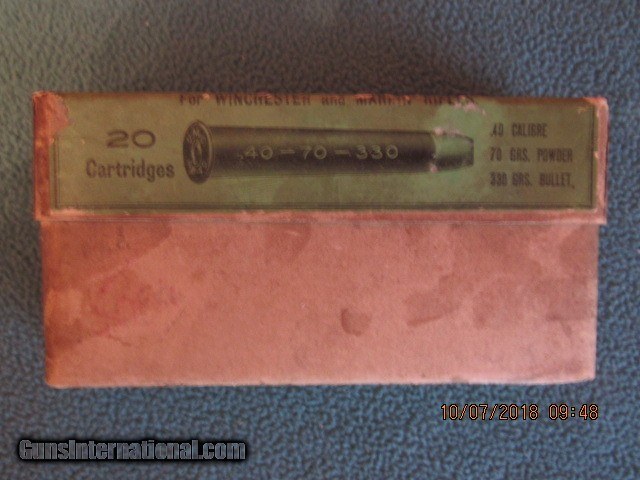 For WINCHESTER and MARLIN RIFLES
20
Cartridges
.40-70-330
.40 CALIBRE
70 GRS. POWDER
330 GRS. BULLET.
10/07/2018 09:48
GunsInternational.com